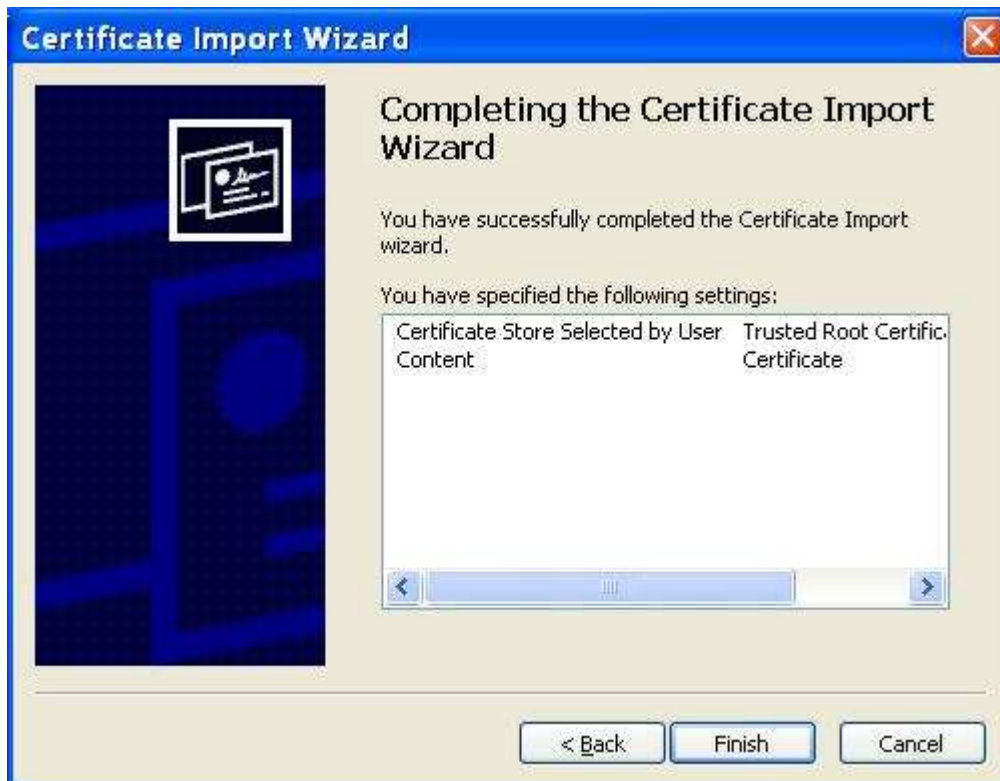 Certificate Import Wizard
Completing the Certificate Import
Wizard
You have successfully completed the Certificate Import
wizard.
You have specified the following settings:
Certificate Store Selected by User Trusted Root Certific
Content Certificate
< Back Finish Cancel